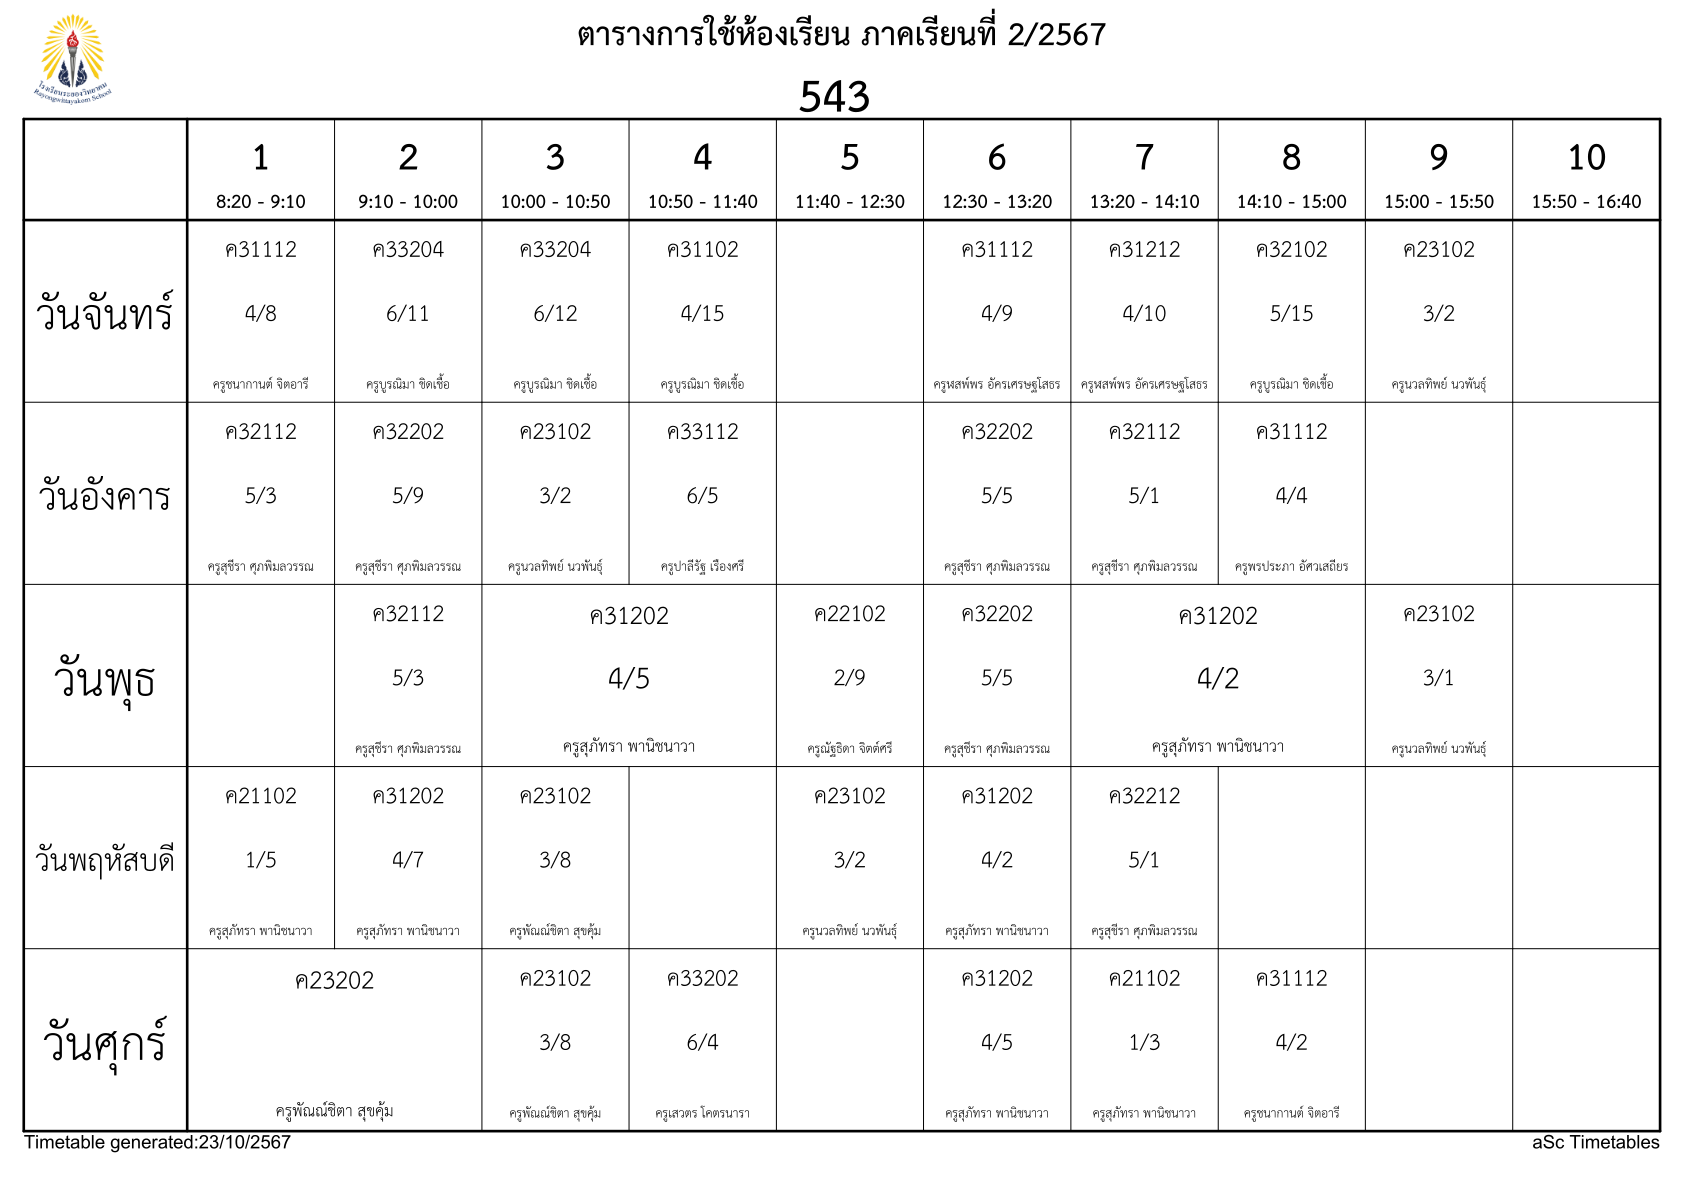 ตารางการใช้ห้องเรียน ภาคเรียนที่ 2/2567
โรงเรียนระยองวิทยาคม
Rayongwittayakom School
543
1 2 3 4 5 6 7 8 9 10
8:20 - 9:10 9:10 - 10:00 10:00 - 10:50 10:50 - 11:40 11:40 - 12:30 12:30 - 13:20 13:20 - 14:10 14:10 - 15:00 15:00 - 15:50 15:50 - 16:40
ค31112 ค33204 ค33204 ค31102 ค31112 ค31212 ค32102 ค23102
วันจันทร์ 4/8 6/11 6/12 4/15 4/9 4/10 5/15 3/2
ครูชนากานต์ จิตอารี ครูบูรณิมา ชิดเชื้อ ครูบูรณิมา ชิดเชื้อ ครูบูรณิมา ชิดเชื้อ ครูพัสพ์พร อัครเศรษฐโสธร ครูพัสพ์พร อัครเศรษฐโสธร ครูบูรณิมา ชิดเชื้อ ครูนวลทิพย์ นวพันธุ์
ค32112 ค32202 ค23102 ค33112 ค32202 ค32112 ค31112
วันอังคาร 5/3 5/9 3/2 6/5 5/5 5/1 4/4
ครูสุชีรา ศุภพิมลวรรณ ครูสุชีรา ศุภพิมลวรรณ ครูนวลทิพย์ นวพันธุ์ ครูปาลีรัฐ เรืองศรี ครูสุชีรา ศุภพิมลวรรณ ครูสุชีรา ศุภพิมลวรรณ ครูพรประภา อัศวเสถียร
ค32112 ค31202 ค22102 ค32202 ค31202 ค23102
วันพุธ 5/3 4/5 2/9 5/5 4/2 3/1
ครูสุชีรา ศุภพิมลวรรณ ครูสุภัทรา พานิชนาวา ครูณัฐธิดา จิตต์ศรี ครูสุชีรา ศุภพิมลวรรณ ครูสุภัทรา พานิชนาวา ครูนวลทิพย์ นวพันธุ์
ค21102 ค31202 ค23102 ค23102 ค31202 ค32212
วันพฤหัสบดี 1/5 4/7 3/8 3/2 4/2 5/1
ครูสุภัทรา พานิชนาวา ครูสุภัทรา พานิชนาวา ครูพัณณ์ชิตา สุขคุ้ม ครูนวลทิพย์ นวพันธุ์ ครูสุภัทรา พานิชนาวา ครูสุชีรา ศุภพิมลวรรณ
ค23202 ค23102 ค33202 ค31202 ค21102 ค31112
วันศุกร์ 3/8 6/4 4/5 1/3 4/2
ครูพัณณ์ชิตา สุขคุ้ม ครูพัณณ์ชิตา สุขคุ้ม ครูเสวตร โคตรนารา ครูสุภัทรา พานิชนาวา ครูสุภัทรา พานิชนาวา ครูชนากานต์ จิตอารี
Timetable generated:23/10/2567 aSc Timetables